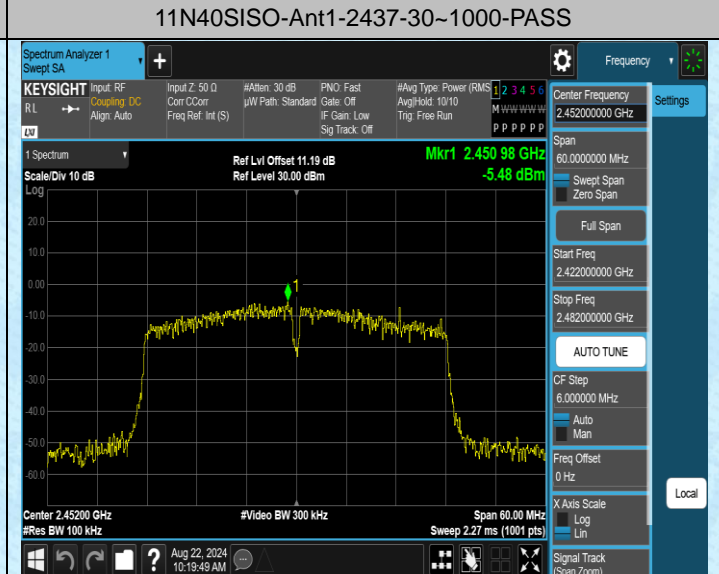 11N40SISO-Ant1-2437-30~1000-PASS
Spectrum Analyzer 1
Swept SA
+
Frequency
KEYSIGHT
RL
LXI
Input: RF
Coupling: DC
Align: Auto
Input Z: 50 Ω
Corr CCorr
Freq Ref: Int (S)
#Atten: 30 dB
µW Path: Standard
PNO: Fast
Gate: Off
IF Gain: Low
Sig Track: Off
#Avg Type: Power (RMS
Avg|Hold: 10/10
Trig: Free Run
1 2 3 4 5 6
M W W W W W
P P P P P P
Center Frequency
2.452000000 GHz
Settings
Span
60.0000000 MHz
Swept Span
Zero Span
Full Span
Start Freq
2.422000000 GHz
Stop Freq
2.482000000 GHz
AUTO TUNE
CF Step
6.000000 MHz
Auto
Man
Freq Offset
0 Hz
X Axis Scale
Log
Lin
Signal Track
(Span Zoom)
Local
1 Spectrum
Scale/Div 10 dB
Log
Ref Lvl Offset 11.19 dB
Ref Level 30.00 dBm
Mkr1 2.450 98 GHz
-5.48 dBm
1
20.0
10.0
0.00
-10.0
-20.0
-30.0
-40.0
-50.0
-60.0
Center 2.45200 GHz
#Res BW 100 kHz
#Video BW 300 kHz
Span 60.00 MHz
Sweep 2.27 ms (1001 pts)
?
Aug 22, 2024
10:19:49 AM